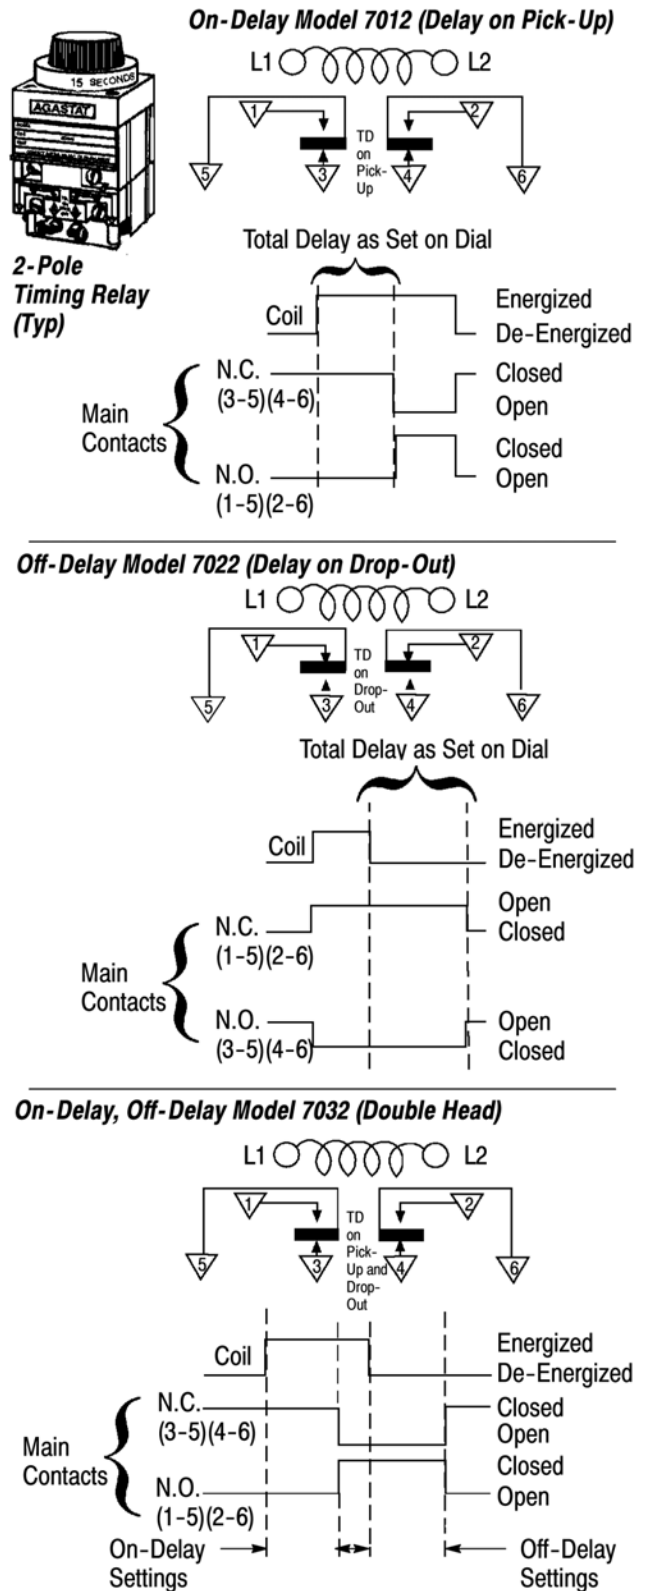 On-Delay Model 7012 (Delay on Pick-Up)
L1 L2
15 SECONDS
AGASTAT
1 2
TD
on
Pick-
Up
5 3 4 6
2-Pole
Timing Relay
(Typ)
Total Delay as Set on Dial
Coil
Energized
De-Energized
Main
Contacts
N.C.
(3-5)(4-6)
Closed
Open
N.O.
(1-5)(2-6)
Closed
Open
Off-Delay Model 7022 (Delay on Drop-Out)
L1 L2
1 2
TD
on
Drop-
Out
5 3 4 6
Total Delay as Set on Dial
Coil
Energized
De-Energized
Main
Contacts
N.C.
(1-5)(2-6)
Open
Closed
N.O.
(3-5)(4-6)
Open
Closed
On-Delay, Off-Delay Model 7032 (Double Head)
L1 L2
1 2
TD
on
Pick-
Up and
Drop-
Out
5 3 4 6
Coil
Energized
De-Energized
Main
Contacts
N.C.
(3-5)(4-6)
Closed
Open
N.O.
(1-5)(2-6)
Closed
Open
On-Delay
Settings
Off-Delay
Settings